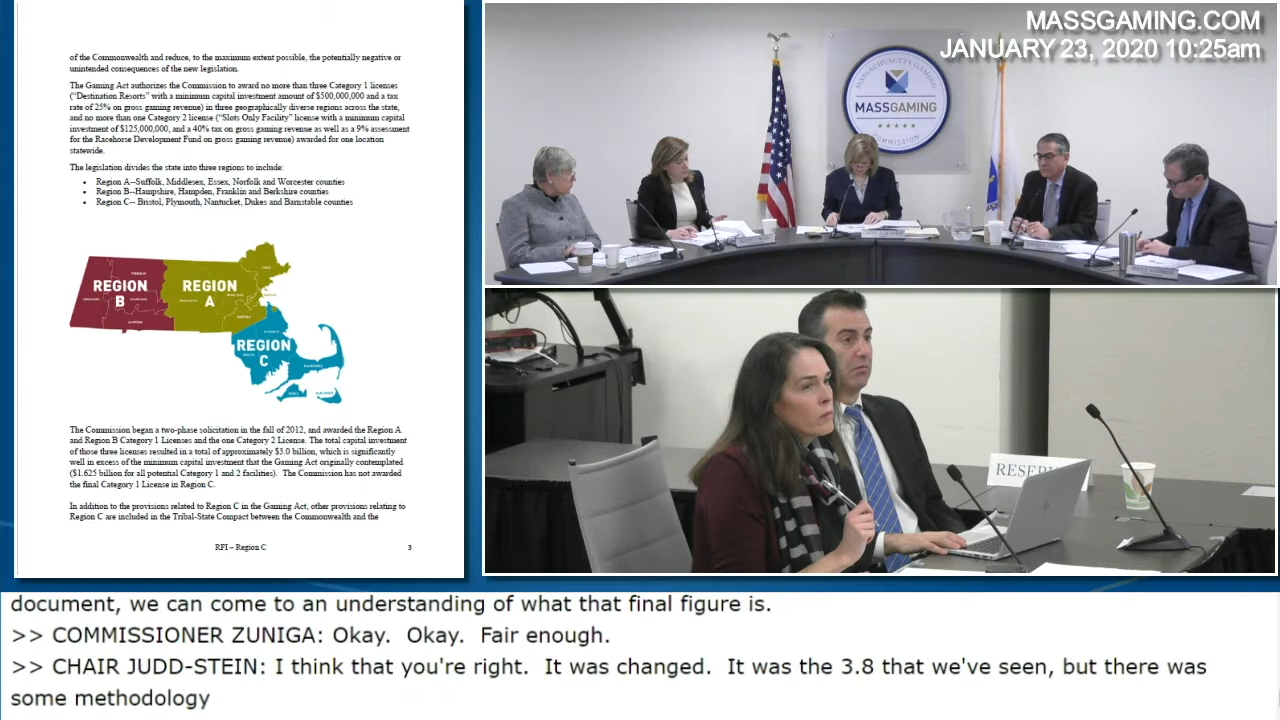 of the Commonwealth and reduce, to the maximum extent possible, the potentially negative or
unintended consequences of the new legislation.
The Gaming Act authorizes the Commission to award no more than three Category 1 licenses
("Destination Resorts" with a minimum capital investment amount of $500,000,000 and a tax
rate of 25% on gross gaming revenue) in three geographically diverse regions across the state,
and no more than one Category 2 license ("Slots Only Facility" license with a minimum capital
investment of $125,000,000, and a 40% tax on gross gaming revenue as well as a 9% assessment
for the Racehorse Development Fund on gross gaming revenue) awarded for one location
statewide.
The legislation divides the state into three regions to include:
• Region A--Suffolk, Middlesex, Essex, Norfolk and Worcester counties
• Region B--Hampshire, Hampden, Franklin and Berkshire counties
• Region C-- Bristol, Plymouth, Nantucket, Dukes and Barnstable counties
REGION
B
REGION
A
REGION
C
The Commission began a two-phase solicitation in the fall of 2012, and awarded the Region A
and Region B Category 1 Licenses and the one Category 2 License. The total capital investment
of those three licenses resulted in a total of approximately $3.0 billion, which is significantly
well in excess of the minimum capital investment that the Gaming Act originally contemplated
($1.625 billion for all potential Category 1 and 2 facilities). The Commission has not awarded
the final Category 1 License in Region C.
In addition to the provisions related to Region C in the Gaming Act, other provisions relating to
Region C are included in the Tribal-State Compact between the Commonwealth and the
RFI – Region C 3
MASSGAMING.COM
JANUARY 23, 2020 10:25am
MASSACHUSETTS GAMING
MASSGAMING
COMMISSION
document, we can come to an understanding of what that final figure is.
>> COMMISSIONER ZUNIGA: Okay. Okay. Fair enough.
>> CHAIR JUDD-STEIN: I think that you're right. It was changed. It was the 3.8 that we've seen, but there was
some methodology